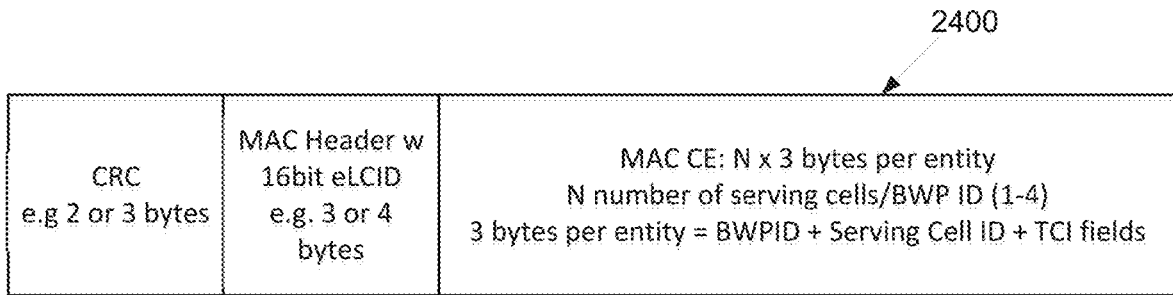 2400
CRC
e.g 2 or 3 bytes
MAC Header w
16bit eLCID
e.g. 3 or 4
bytes
MAC CE: N x 3 bytes per entity
N number of serving cells/BWP ID (1-4)
3 bytes per entity = BWPID + Serving Cell ID + TCI fields